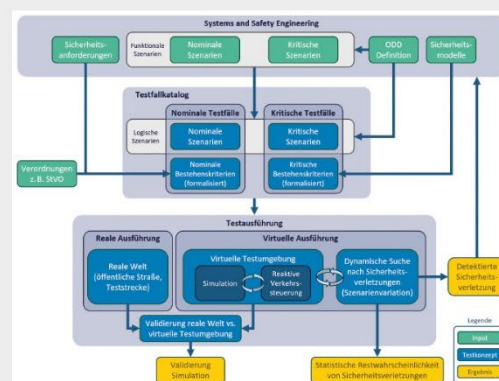 Systems and Safety Engineering
Sicherheits-
anforderungen
Funktionale
Szenarien
Nominale
Szenarien
Kritische
Szenarien
ODD
Definition
Sicherheits-
modelle
Testfallkatalog
Nominale Testfälle
Kritische Testfälle
Logische
Szenarien
Nominale
Szenarien
Kritische
Szenarien
Verordnungen
z. B. StVO
Nominale
Bestehenskriterien
(formalisiert)
Kritische
Bestehenskriterien
(formalisiert)
Testausführung
Reale Ausführung
Virtuelle Ausführung
Reale Welt
(öffentliche Straße,
Teststrecke)
Virtuelle Testumgebung
Simulation
Reaktive
Verkehrs-
steuerung
Dynamische Suche
nach Sicherheits-
verletzungen
(Szenarienvariation)
Detektierte
Sicherheits-
verletzung
Validierung reale Welt vs.
virtuelle Testumgebung
Validierung
Simulation
Statistische Restwahrscheinlichkeit
von Sicherheitsverletzungen
Legende
Input
Testkonzept
Ergebnis